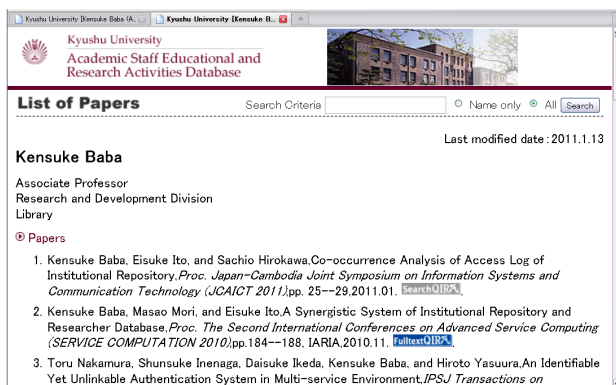 Kyushu University [Kensuke Baba (A..
Kyushu University [Kensuke B...
Kyushu University
Academic Staff Educational and
Research Activities Database
List of Papers
Search Criteria
Name only
All
Search
Last modified date : 2011.1.13
Kensuke Baba
Associate Professor
Research and Development Division
Library
Papers
1. Kensuke Baba, Eisuke Ito, and Sachio Hirokawa,Co-occurrence Analysis of Access Log of
Institutional Repository,Proc. Japan-Cambodia Joint Symposium on Information Systems and
Communication Technology (JCAICT 2011),pp. 25--29,2011.01. SearchQIR.
2. Kensuke Baba, Masao Mori, and Eisuke Ito,A Synergistic System of Institutional Repository and
Researcher Database,Proc. The Second International Conferences on Advanced Service Computing
(SERVICE COMPUTATION 2010),pp.184--188, IARIA,2010.11. FulltextQIR.
3. Toru Nakamura, Shunsuke Inenaga, Daisuke Ikeda, Kensuke Baba, and Hiroto Yasuura,An Identifiable
Yet Unlinkable Authentication System in Multi-service Environment,IPSJ Transactions on